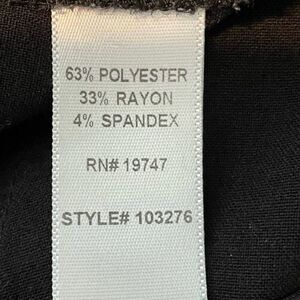 63% POLYESTER
33% RAYON
4% SPANDEX
RN# 19747
STYLE# 103276